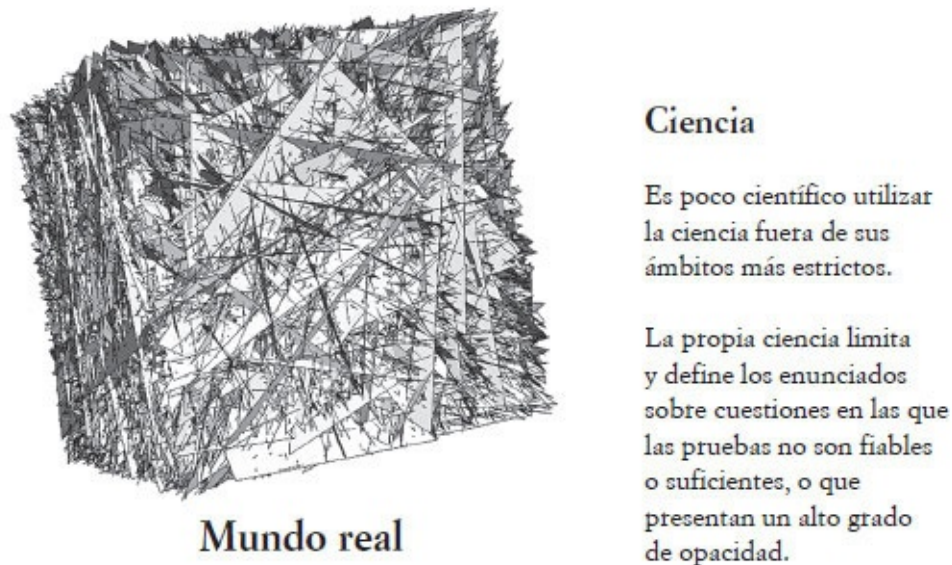 Ciencia
Es poco científico utilizar
la ciencia fuera de sus
ámbitos más estrictos.
La propia ciencia limita
y define los enunciados
sobre cuestiones en las que
las pruebas no son fiables
o suficientes, o que
presentan un alto grado
de opacidad.
Mundo real